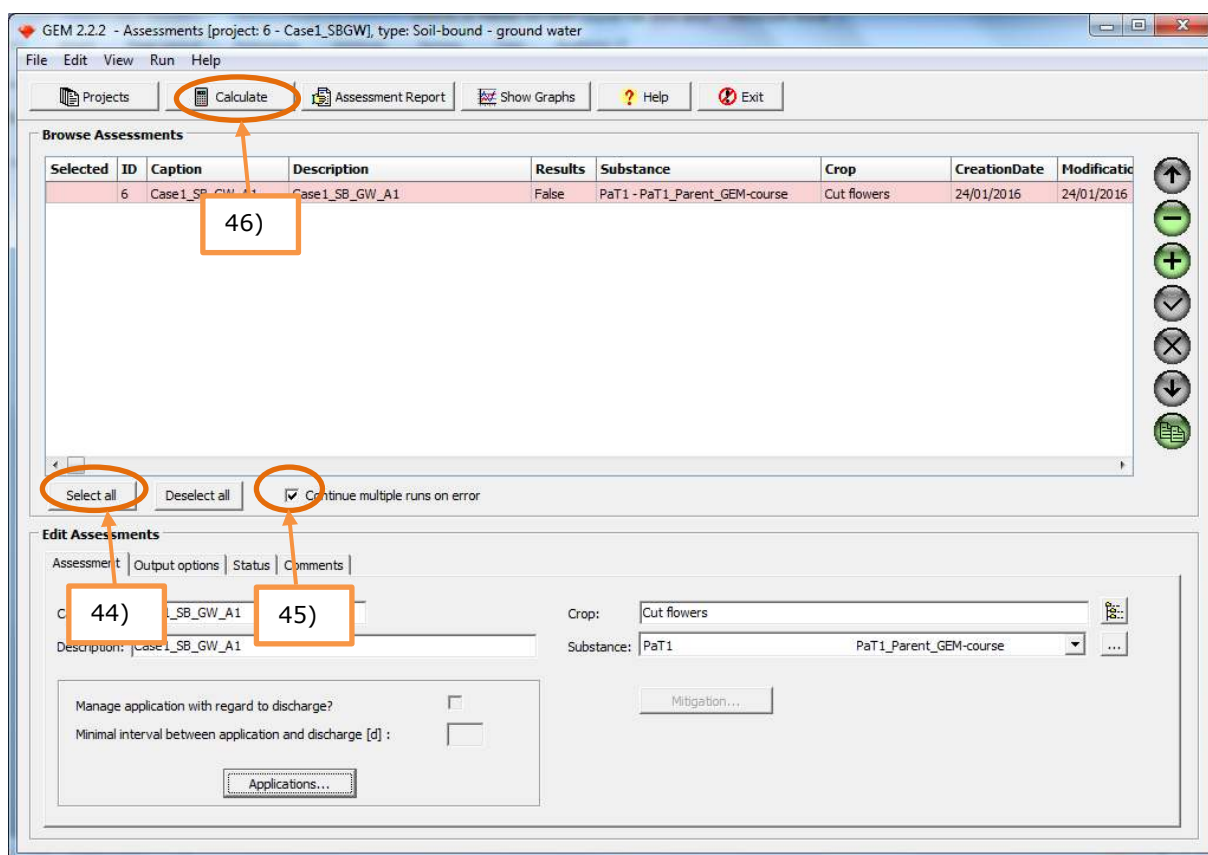 GEM 2.2.2 - Assessments [project: 6 - Case1_SBGW], type: Soil-bound - ground water
File Edit View Run Help
Projects Calculate Assessment Report Show Graphs ? Help Exit
Browse Assessments
Selected ID Caption Description Results Substance Crop CreationDate Modificatic
6 Case1_SB_GW_A1 Case1_SB_GW_A1 False PaT1 - PaT1_Parent_GEM-course Cut flowers 24/01/2016 24/01/2016
46)
Select all Deselect all Continue multiple runs on error
Edit Assessments
Assessment Output options Status Comments
44) 45)
_SB_GW_A1 Crop: Cut flowers
Description: Case1_SB_GW_A1 Substance: PaT1 PaT1_Parent_GEM-course ...
Manage application with regard to discharge? Mitigation...
Minimal interval between application and discharge [d] :
Applications...